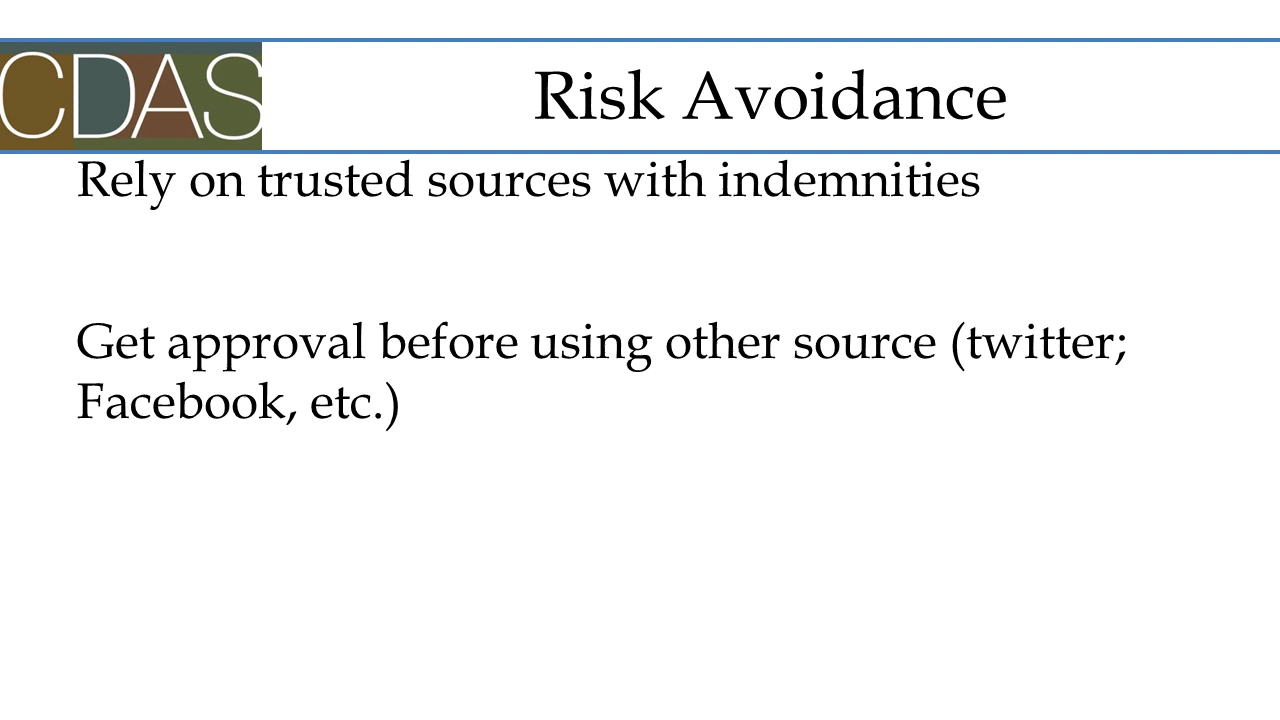 CDAS
Risk Avoidance
Rely on trusted sources with indemnities
Get approval before using other source (twitter;
Facebook, etc.)